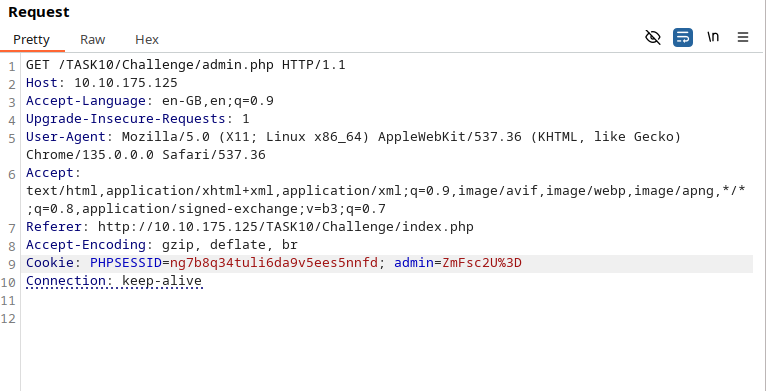 Request
Pretty Raw Hex \n
1 GET /TASK10/Challenge/admin.php HTTP/1.1
2 Host: 10.10.175.125
3 Accept-Language: en-GB,en;q=0.9
4 Upgrade-Insecure-Requests: 1
5 User-Agent: Mozilla/5.0 (X11; Linux x86_64) AppleWebKit/537.36 (KHTML, like Gecko)
Chrome/135.0.0.0 Safari/537.36
6 Accept:
text/html,application/xhtml+xml,application/xml;q=0.9,image/avif,image/webp,image/apng,*/*
;q=0.8,application/signed-exchange;v=b3;q=0.7
7 Referer: http://10.10.175.125/TASK10/Challenge/index.php
8 Accept-Encoding: gzip, deflate, br
9 Cookie: PHPSESSID=ng7b8q34tuli6da9v5ees5nnfd; admin=ZmFsc2U%3D
10 Connection: keep-alive
11
12